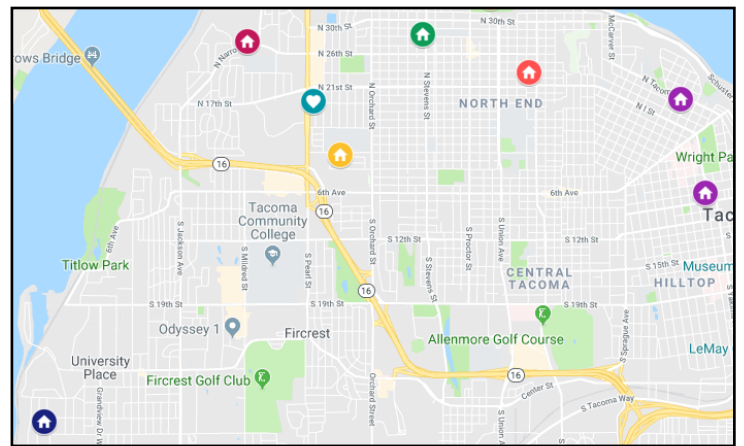 N 30th St
N 30th St
McCarver St
ows Bridge
N Narro
N 26th St
N 21st St
N Orchard St
N Stevens St
NORTH END
N Tacoma
Schuster
N I St
N 17th St
16
Wright Pa
6th Ave
6th Ave
Tac
16
Tacoma
Community
College
6th Ave
S Jackson Ave
S Mildred St
S Pearl St
S Orchard St
S 12th St
S Stevens St
S Proctor St
S Union Ave
S 12th St
Titlow Park
S 15th St
Museum
CENTRAL
TACOMA
HILLTOP
16
S 19th St
S 19th St
S 19th St
Odyssey 1
Fircrest
Allenmore Golf Course
S Sprague Ave
LeMay
University
Place
Fircrest Golf Club
16
Center St
Orchard Street
S Tacoma Way
Grandview Dr W
S Union A